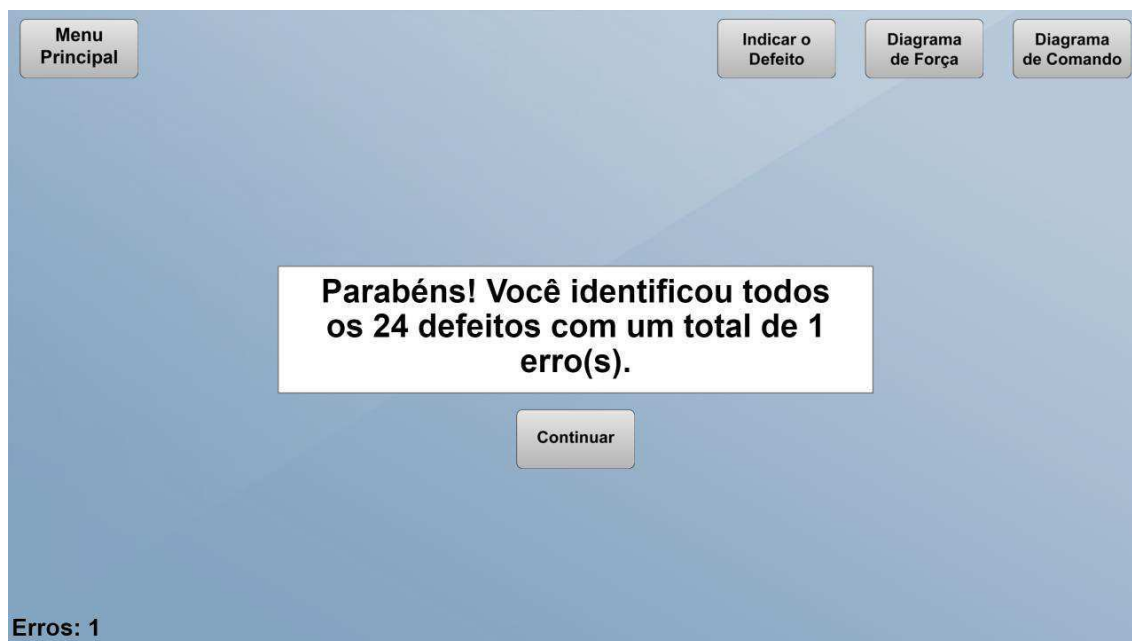 Menu
Principal
Indicar o
Defeito
Diagrama
de Força
Diagrama
de Comando
Parabéns! Você identificou todos
os 24 defeitos com um total de 1
erro(s).
Continuar
Erros: 1